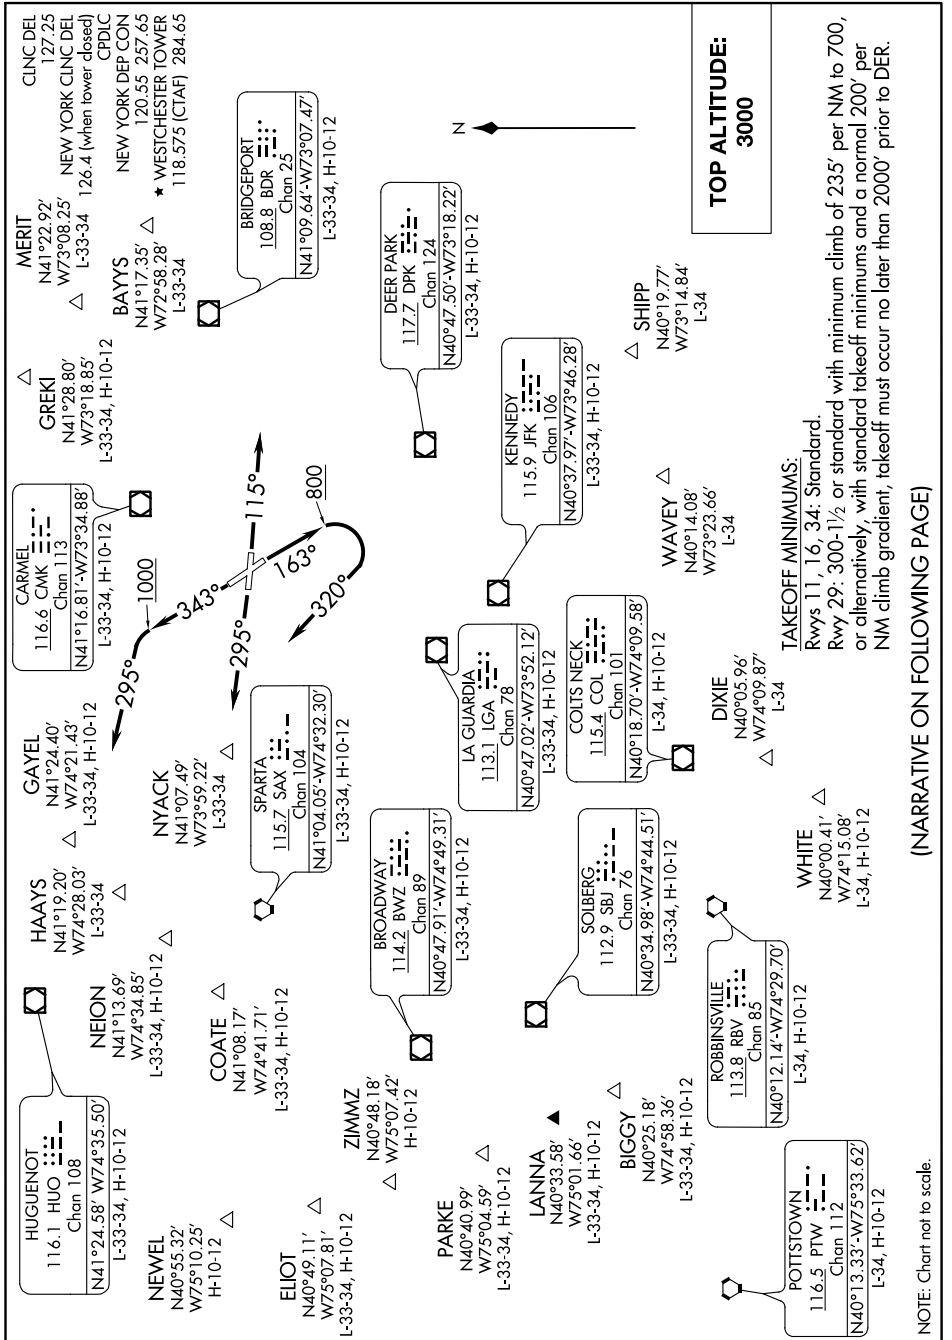 CLNC DEL
127.25
NEW YORK CLNC DEL
126.4 (when tower closed)
CPDLC
NEW YORK DEP CON
120.55 257.65
★ WESTCHESTER TOWER
118.575 (CTAF) 284.65
MERIT
N41°22.92'
W73°08.25'
L-33-34
BAYYS
N41°17.35'
W72°58.28'
L-33-34
GREKI
N41°28.80'
W73°18.85'
L-33-34, H-10-12
BRIDGEPORT
108.8 BDR
Chan 25
N41°09.64'-W73°07.47'
L-33-34, H-10-12
CARMEL
116.6 CMK
Chan 113
N41°16.81'-W73°34.88'
L-33-34, H-10-12
N
TOP ALTITUDE:
3000
DEER PARK
117.7 DPK
Chan 124
N40°47.50'-W73°18.22'
L-33-34, H-10-12
SHIPP
N40°19.77'
W73°14.84'
L-34
KENNEDY
115.9 JFK
Chan 106
N40°37.97'-W73°46.28'
L-33-34, H-10-12
WAVEY
N40°14.08'
W73°23.66'
L-34
115°
800
163°
320°
1000
343°
295°
295°
GAYEL
N41°24.40'
W74°21.43'
L-33-34, H-10-12
NYACK
N41°07.49'
W73°59.22'
L-33-34
SPARTA
115.7 SAX
Chan 104
N41°04.05'-W74°32.30'
L-33-34, H-10-12
LA GUARDIA
113.1 LGA
Chan 78
N40°47.02'-W73°52.12'
L-33-34, H-10-12
COLTS NECK
115.4 COL
Chan 101
N40°18.70'-W74°09.58'
L-34, H-10-12
DIXIE
N40°05.96'
W74°09.87'
L-34
TAKEOFF MINIMUMS:
Rwys 11, 16, 34: Standard.
Rwy 29: 300-1½ or standard with minimum climb of 235' per NM to 700,
or alternatively, with standard takeoff minimums and a normal 200' per
NM climb gradient, takeoff must occur no later than 2000' prior to DER.
HAAYS
N41°19.20'
W74°28.03'
L-33-34
NEION
N41°13.69'
W74°34.85'
L-33-34, H-10-12
COATE
N41°08.17'
W74°41.71'
L-33-34, H-10-12
BROADWAY
114.2 BWZ
Chan 89
N40°47.91'-W74°49.31'
L-33-34, H-10-12
SOLBERG
112.9 SBJ
Chan 76
N40°34.98'-W74°44.51'
L-33-34, H-10-12
WHITE
N40°00.41'
W74°15.08'
L-34, H-10-12
ROBBINSVILLE
113.8 RBV
Chan 85
N40°12.14'-W74°29.70'
L-34, H-10-12
HUGUENOT
116.1 HUO
Chan 108
N41°24.58' W74°35.50'
L-33-34, H-10-12
NEWEL
N40°55.32'
W75°10.25'
H-10-12
ELIOT
N40°49.11'
W75°07.81'
L-33-34, H-10-12
ZIMMZ
N40°48.18'
W75°07.42'
H-10-12
PARKE
N40°40.99'
W75°04.59'
L-33-34, H-10-12
LANNA
N40°33.58'
W75°01.66'
L-33-34, H-10-12
BIGGY
N40°25.18'
W74°58.36'
L-33-34, H-10-12
POTTSTOWN
116.5 PTW
Chan 112
N40°13.33'-W75°33.62'
L-34, H-10-12
(NARRATIVE ON FOLLOWING PAGE)
NOTE: Chart not to scale.